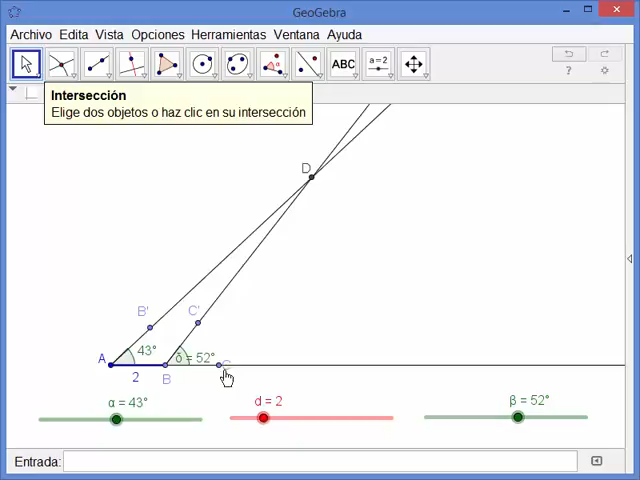 GeoGebra
Archivo Edita Vista Opciones Herramientas Ventana Ayuda
ABC
a = 2
α
?
Intersección
Elige dos objetos o haz clic en su intersección
D
B'
C'
A
43°
δ = 52°
C
2
B
α = 43°
d = 2
β = 52°
Entrada: